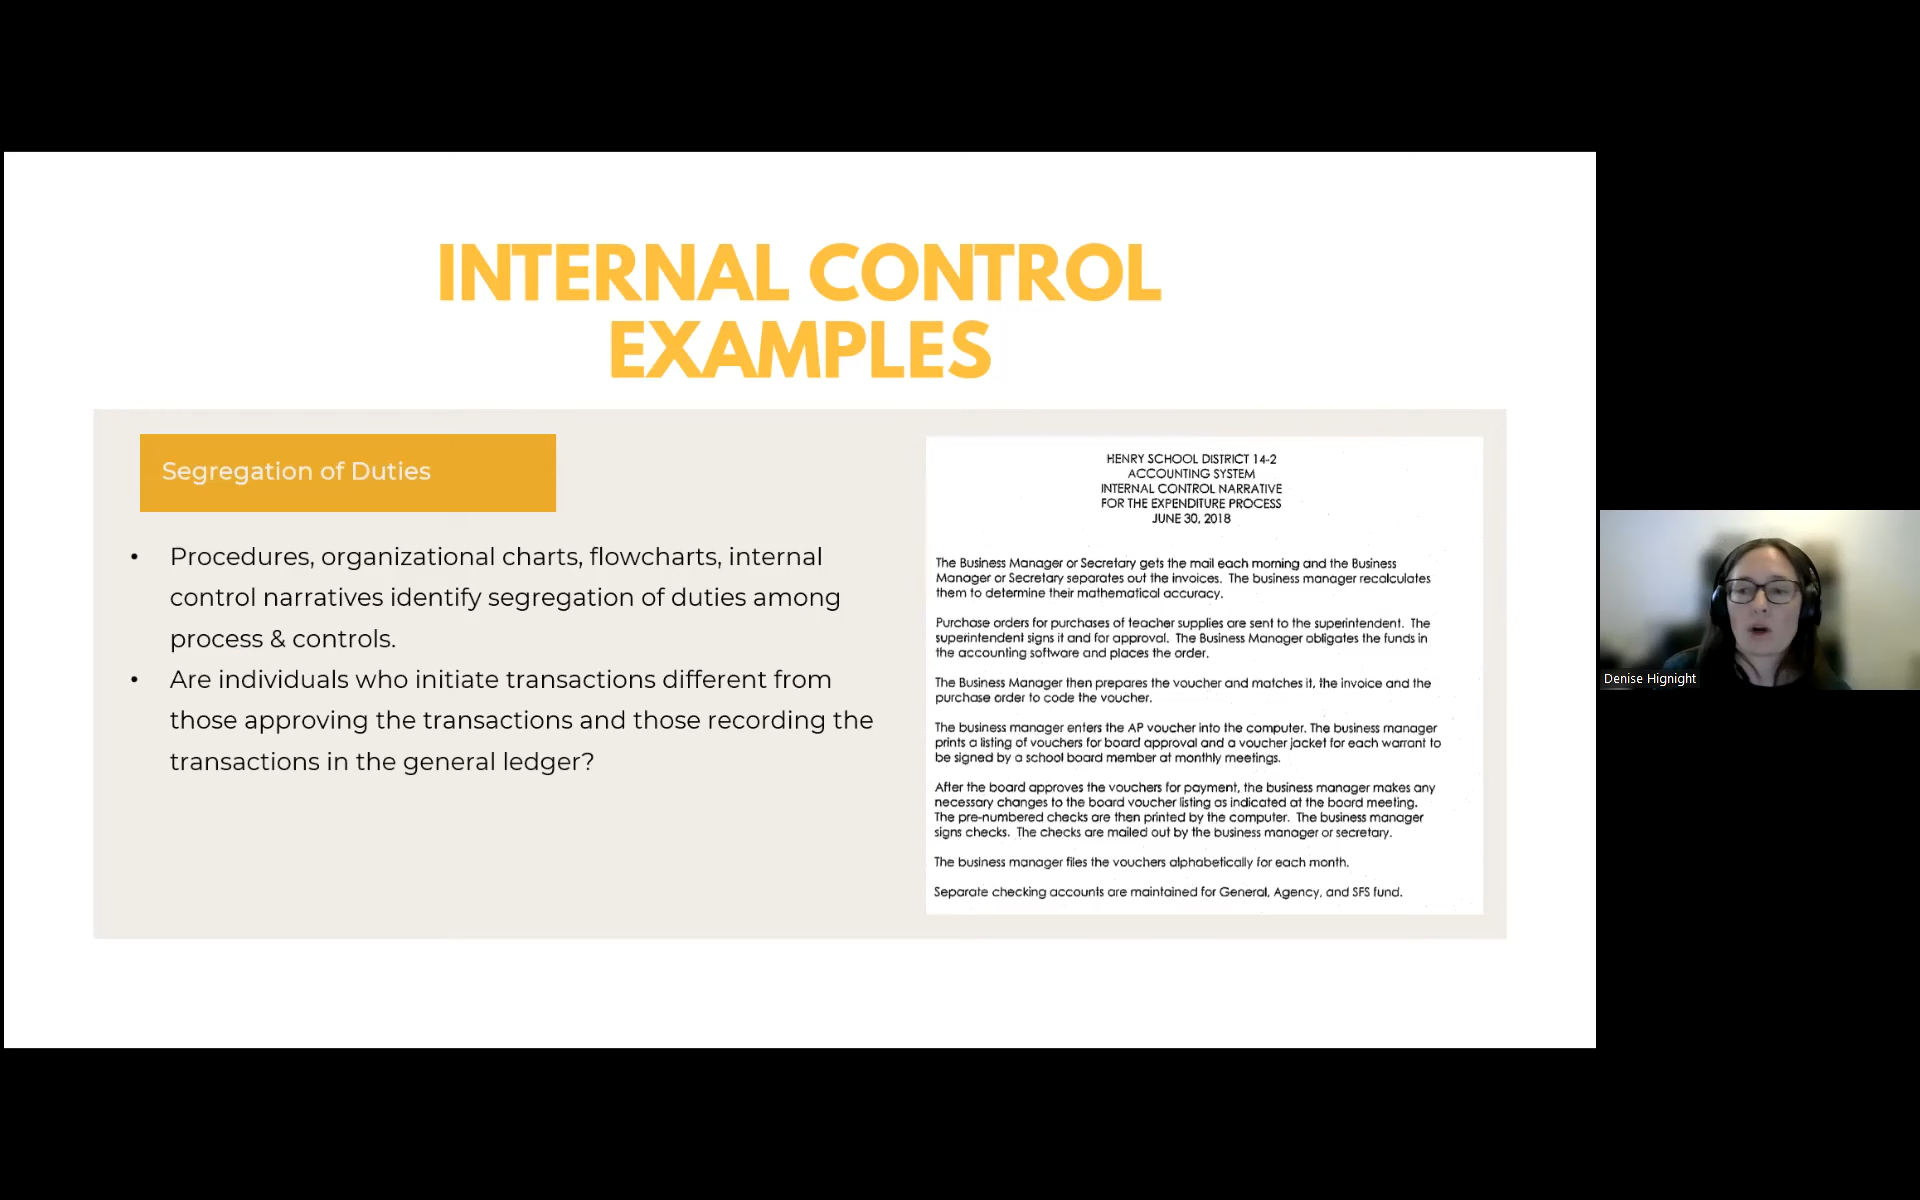 INTERNAL CONTROL
EXAMPLES
Segregation of Duties
• Procedures, organizational charts, flowcharts, internal
control narratives identify segregation of duties among
process & controls.
• Are individuals who initiate transactions different from
those approving the transactions and those recording the
transactions in the general ledger?
HENRY SCHOOL DISTRICT 14-2
ACCOUNTING SYSTEM
INTERNAL CONTROL NARRATIVE
FOR THE EXPENDITURE PROCESS
JUNE 30, 2018
The Business Manager or Secretary gets the mail each morning and the Business
Manager or Secretary separates out the invoices. The business manager recalculates
them to determine their mathematical accuracy.
Purchase orders for purchases of teacher supplies are sent to the superintendent. The
superintendent signs it and for approval. The Business Manager obligates the funds in
the accounting software and places the order.
The Business Manager then prepares the voucher and matches it, the invoice and the
purchase order to code the voucher.
The business manager enters the AP voucher into the computer. The business manager
prints a listing of vouchers for board approval and a voucher jacket for each warrant to
be signed by a school board member at monthly meetings.
After the board approves the vouchers for payment, the business manager makes any
necessary changes to the board voucher listing as indicated at the board meeting.
The pre-numbered checks are then printed by the computer. The business manager
signs checks. The checks are mailed out by the business manager or secretary.
The business manager files the vouchers alphabetically for each month.
Separate checking accounts are maintained for General, Agency, and SFS fund.
Denise Hignight